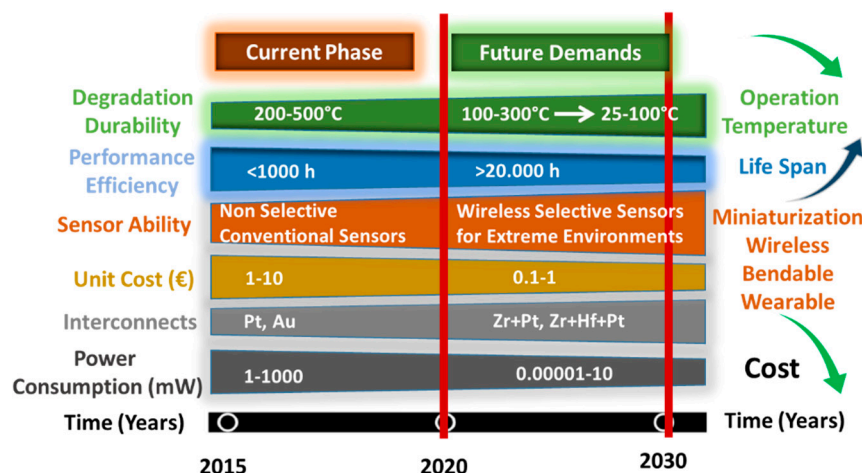 Current Phase
Future Demands
Degradation
Durability
200-500°C
100-300°C → 25-100°C
Operation
Temperature
Performance
Efficiency
<1000 h
>20.000 h
Life Span
Sensor Ability
Non Selective
Conventional Sensors
Wireless Selective Sensors
for Extreme Environments
Miniaturization
Wireless
Bendable
Wearable
Unit Cost (€)
1-10
0.1-1
Interconnects
Pt, Au
Zr+Pt, Zr+Hf+Pt
Power
Consumption (mW)
1-1000
0.00001-10
Cost
Time (Years)
Time (Years)
2015
2020
2030